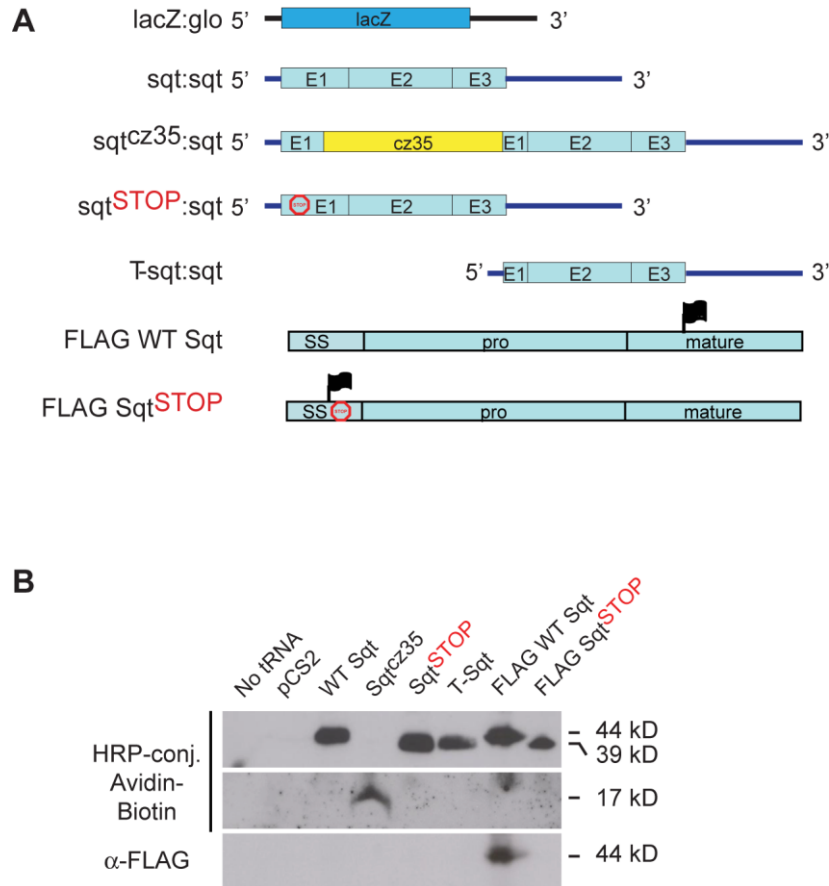 A
lacZ:glo 5’ lacZ 3’
sqt:sqt 5’ E1 E2 E3 3’
sqtcz35:sqt 5’ E1 cz35 E1 E2 E3 3’
sqtSTOP:sqt 5’ STOP E1 E2 E3 3’
T-sqt:sqt 5’ E1 E2 E3 3’
FLAG WT Sqt SS pro mature
FLAG SqtSTOP SS STOP pro mature
B
No tRNA
pCS2
WT Sqt
Sqtcz35
SqtSTOP
T-Sqt
FLAG WT Sqt
FLAG SqtSTOP
HRP-conj.
Avidin-
Biotin
44 kD
39 kD
17 kD
α-FLAG
44 kD